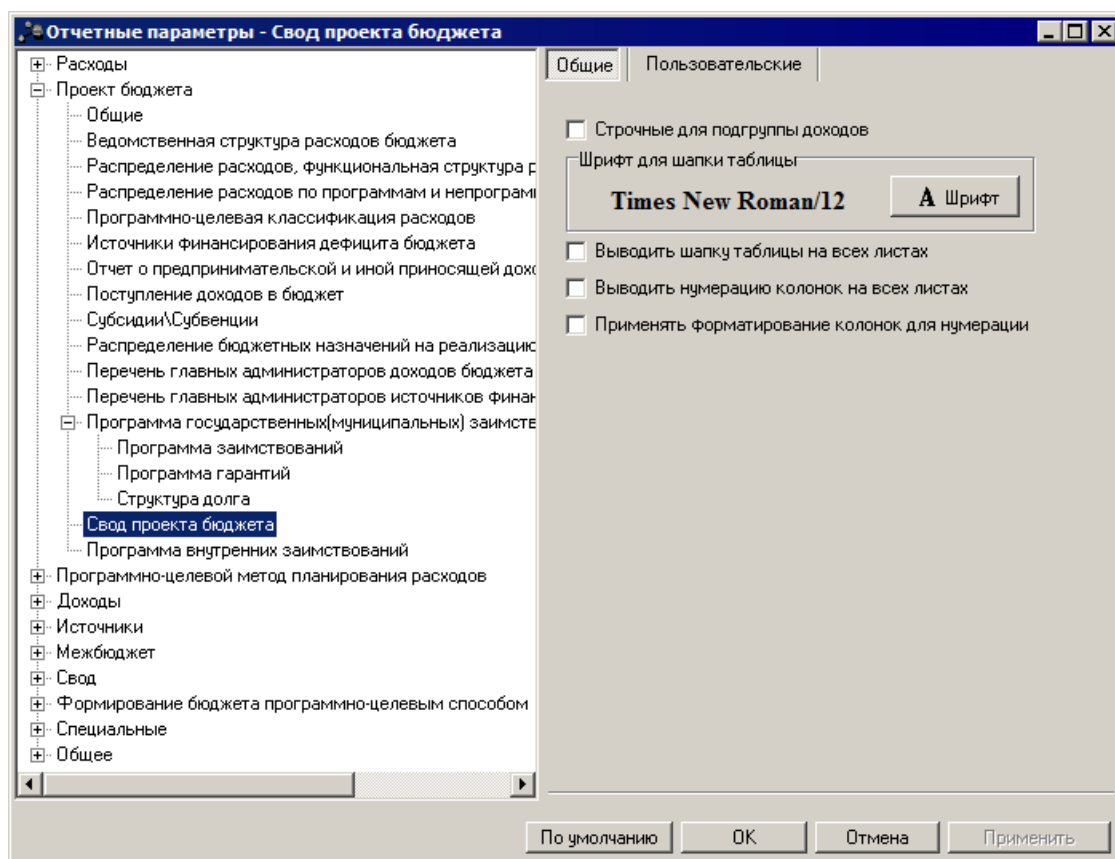 Отчетные параметры - Свод проекта бюджета
Расходы
Проект бюджета
Общие
Ведомственная структура расходов бюджета
Распределение расходов, функциональная структура р
Распределение расходов по программам и непрограмм
Программно-целевая классификация расходов
Источники финансирования дефицита бюджета
Отчет о предпринимательской и иной приносящей дохо
Поступление доходов в бюджет
Субсидии\Субвенции
Распределение бюджетных назначений на реализацию
Перечень главных администраторов доходов бюджета
Перечень главных администраторов источников финан
Программа государственных(муниципальных) заимств
Программа заимствований
Программа гарантий
Структура долга
Свод проекта бюджета
Программа внутренних заимствований
Программно-целевой метод планирования расходов
Доходы
Источники
Межбюджет
Свод
Формирование бюджета программно-целевым способом
Специальные
Общее
Общие Пользовательские
Строчные для подгруппы доходов
Шрифт для шапки таблицы
Times New Roman/12 A Шрифт
Выводить шапку таблицы на всех листах
Выводить нумерацию колонок на всех листах
Применять форматирование колонок для нумерации
По умолчанию OK Отмена Применить